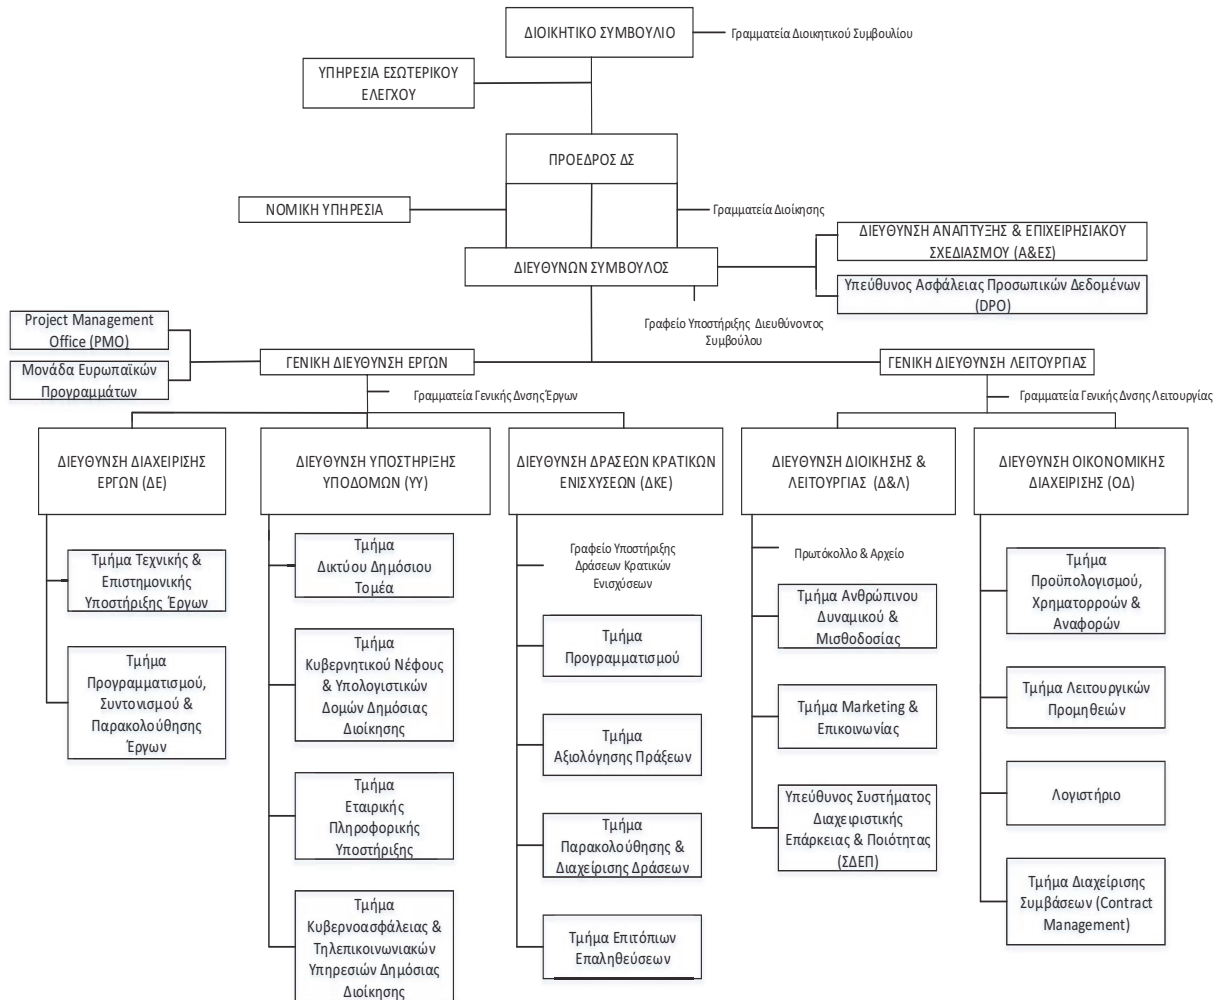 ΔΙΟΙΚΗΤΙΚΟ ΣΥΜΒΟΥΛΙΟ
Γραμματεία Διοικητικού Συμβουλίου
ΥΠΗΡΕΣΙΑ ΕΣΩΤΕΡΙΚΟΥ
ΕΛΕΓΧΟΥ
ΠΡΟΕΔΡΟΣ ΔΣ
ΝΟΜΙΚΗ ΥΠΗΡΕΣΙΑ
Γραμματεία Διοίκησης
ΔΙΕΥΘΥΝΩΝ ΣΥΜΒΟΥΛΟΣ
ΔΙΕΥΘΥΝΣΗ ΑΝΑΠΤΥΞΗΣ & ΕΠΙΧΕΙΡΗΣΙΑΚΟΥ
ΣΧΕΔΙΑΣΜΟΥ (Α&ΕΣ)
Υπεύθυνος Ασφάλειας Προσωπικών Δεδομένων
(DPO)
Γραφείο Υποστήριξης Διευθύνοντος
Συμβούλου
Project Management
Office (PMO)
Μονάδα Ευρωπαϊκών
Προγραμμάτων
ΓΕΝΙΚΗ ΔΙΕΥΘΥΝΣΗ ΕΡΓΩΝ
ΓΕΝΙΚΗ ΔΙΕΥΘΥΝΣΗ ΛΕΙΤΟΥΡΓΙΑΣ
Γραμματεία Γενικής Δνσης Έργων
Γραμματεία Γενικής Δνσης Λειτουργίας
ΔΙΕΥΘΥΝΣΗ ΔΙΑΧΕΙΡΙΣΗΣ
ΕΡΓΩΝ (ΔΕ)
Τμήμα Τεχνικής &
Επιστημονικής
Υποστήριξης Έργων
Τμήμα
Προγραμματισμού,
Συντονισμού &
Παρακολούθησης
Έργων
ΔΙΕΥΘΥΝΣΗ ΥΠΟΣΤΗΡΙΞΗΣ
ΥΠΟΔΟΜΩΝ (ΥΥ)
Τμήμα
Δικτύου Δημόσιου
Τομέα
Τμήμα
Κυβερνητικού Νέφους
& Υπολογιστικών
Δομών Δημόσιας
Διοίκησης
Τμήμα
Εταιρικής
Πληροφορικής
Υποστήριξης
Τμήμα
Κυβερνοασφάλειας &
Τηλεπικοινωνιακών
Υπηρεσιών Δημόσιας
Διοίκησης
ΔΙΕΥΘΥΝΣΗ ΔΡΑΣΕΩΝ ΚΡΑΤΙΚΩΝ
ΕΝΙΣΧΥΣΕΩΝ (ΔΚΕ)
Γραφείο Υποστήριξης
Δράσεων Κρατικών
Ενισχύσεων
Τμήμα
Προγραμματισμού
Τμήμα
Αξιολόγησης Πράξεων
Τμήμα
Παρακολούθησης &
Διαχείρισης Δράσεων
Τμήμα Επιτόπιων
Επαληθεύσεων
ΔΙΕΥΘΥΝΣΗ ΔΙΟΙΚΗΣΗΣ &
ΛΕΙΤΟΥΡΓΙΑΣ (Δ&Λ)
Πρωτόκολλο & Αρχείο
Τμήμα Ανθρώπινου
Δυναμικού &
Μισθοδοσίας
Τμήμα Marketing &
Επικοινωνίας
Υπεύθυνος Συστήματος
Διαχειριστικής
Επάρκειας & Ποιότητας
(ΣΔΕΠ)
ΔΙΕΥΘΥΝΣΗ ΟΙΚΟΝΟΜΙΚΗΣ
ΔΙΑΧΕΙΡΙΣΗΣ (ΟΔ)
Τμήμα
Προϋπολογισμού,
Χρηματορροών &
Αναφορών
Τμήμα Λειτουργικών
Προμηθειών
Λογιστήριο
Τμήμα Διαχείρισης
Συμβάσεων (Contract
Management)